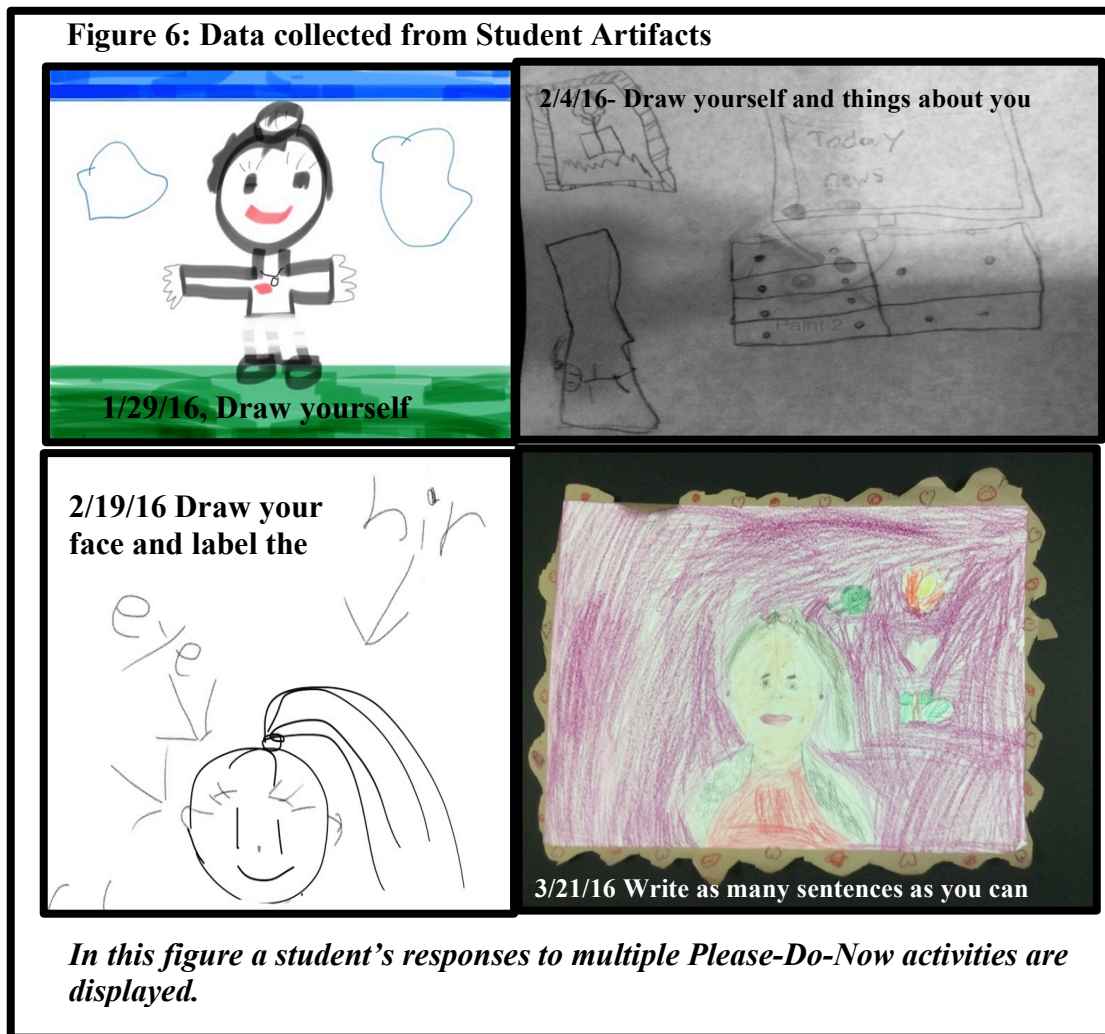 Figure 6: Data collected from Student Artifacts
1/29/16, Draw yourself
2/4/16- Draw yourself and things about you
Today
news
Paint 2
2/19/16 Draw your
face and label the
hair
eye
3/21/16 Write as many sentences as you can
In this figure a student's responses to multiple Please-Do-Now activities are
displayed.